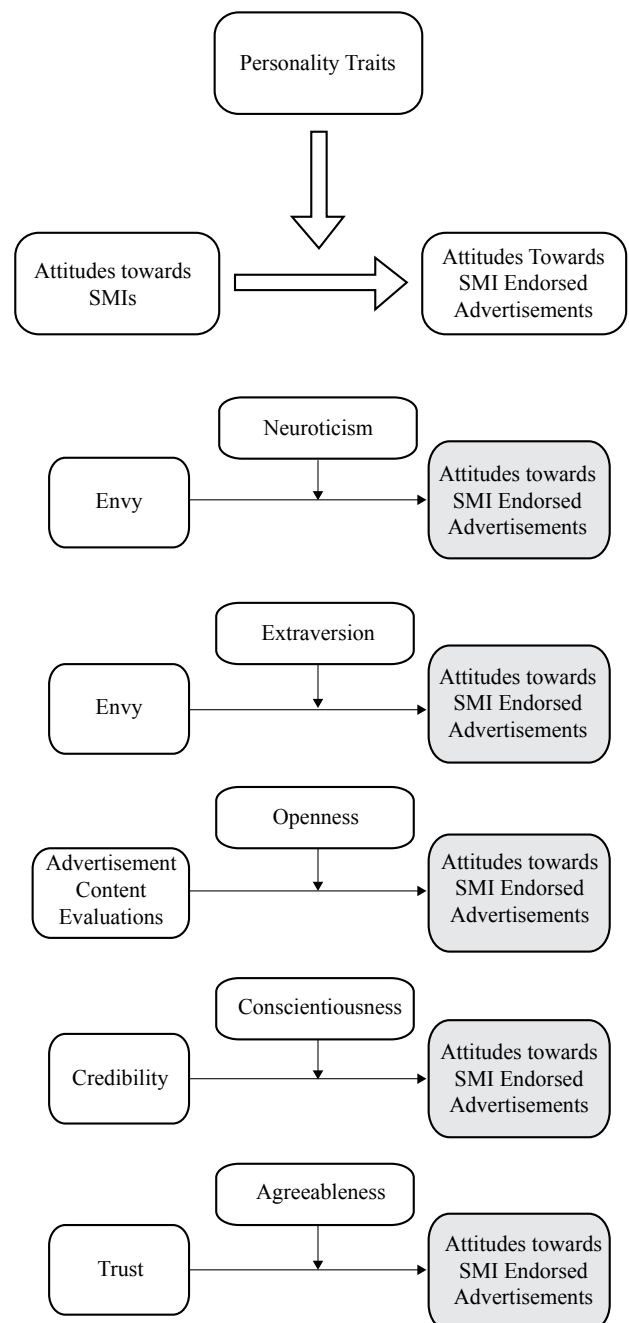 Personality Traits
Attitudes towards
SMIs
Attitudes Towards
SMI Endorsed
Advertisements
Neuroticism
Envy
Attitudes towards
SMI Endorsed
Advertisements
Extraversion
Envy
Attitudes towards
SMI Endorsed
Advertisements
Openness
Advertisement
Content
Evaluations
Attitudes towards
SMI Endorsed
Advertisements
Conscientiousness
Credibility
Attitudes towards
SMI Endorsed
Advertisements
Agreeableness
Trust
Attitudes towards
SMI Endorsed
Advertisements